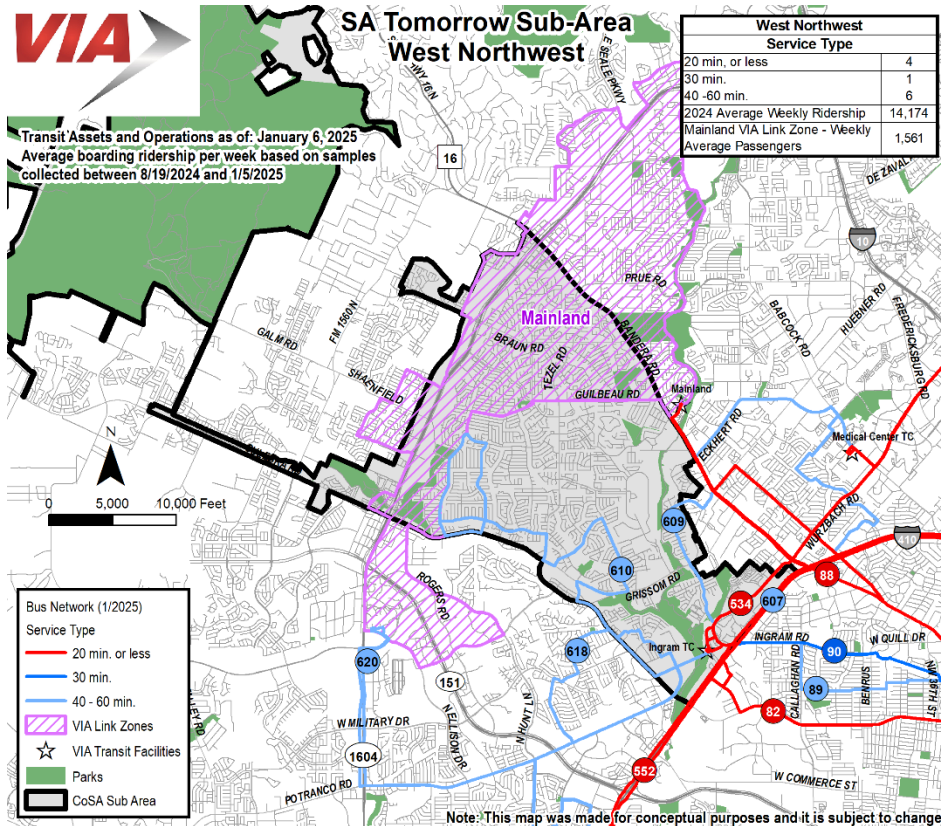 VIA
SA Tomorrow Sub-Area
West Northwest
West Northwest
Service Type
20 min. or less 4
30 min. 1
40 -60 min. 6
2024 Average Weekly Ridership 14,174
Mainland VIA Link Zone - Weekly
Average Passengers 1,561
Transit Assets and Operations as of: January 6, 2025
Average boarding ridership per week based on samples
collected between 8/19/2024 and 1/5/2025
16
HWY 16 N
E SEALE PKWY
DE ZAVAL
10
PRUE RD
Mainland
BRAUN RD
TEZEL RD
BANDERA RD
GUILBEAU RD
Mainland
GALM RD
FM 1560 N
SHAENFIELD
BABCOCK RD
HUEBNER RD
FREDERICKSBURG RD
ECKHERT RD
Medical Center TC
WURZBACH RD
410
N
0 5,000 10,000 Feet
609
610
GRISSOM RD
88
534
607
INGRAM RD
W QUILL DR
Ingram TC
90
618
620
ROGERS RD
151
89
CALLAGHAN RD
BENRUS
NW 36TH ST
82
N HUNT LN
N ELLISON DR
W MILITARY DR
1604
POTRANCO RD
552
W COMMERCE ST
Bus Network (1/2025)
Service Type
20 min. or less
30 min.
40 - 60 min.
VIA Link Zones
VIA Transit Facilities
Parks
CoSA Sub Area
Note: This map was made for conceptual purposes and it is subject to change